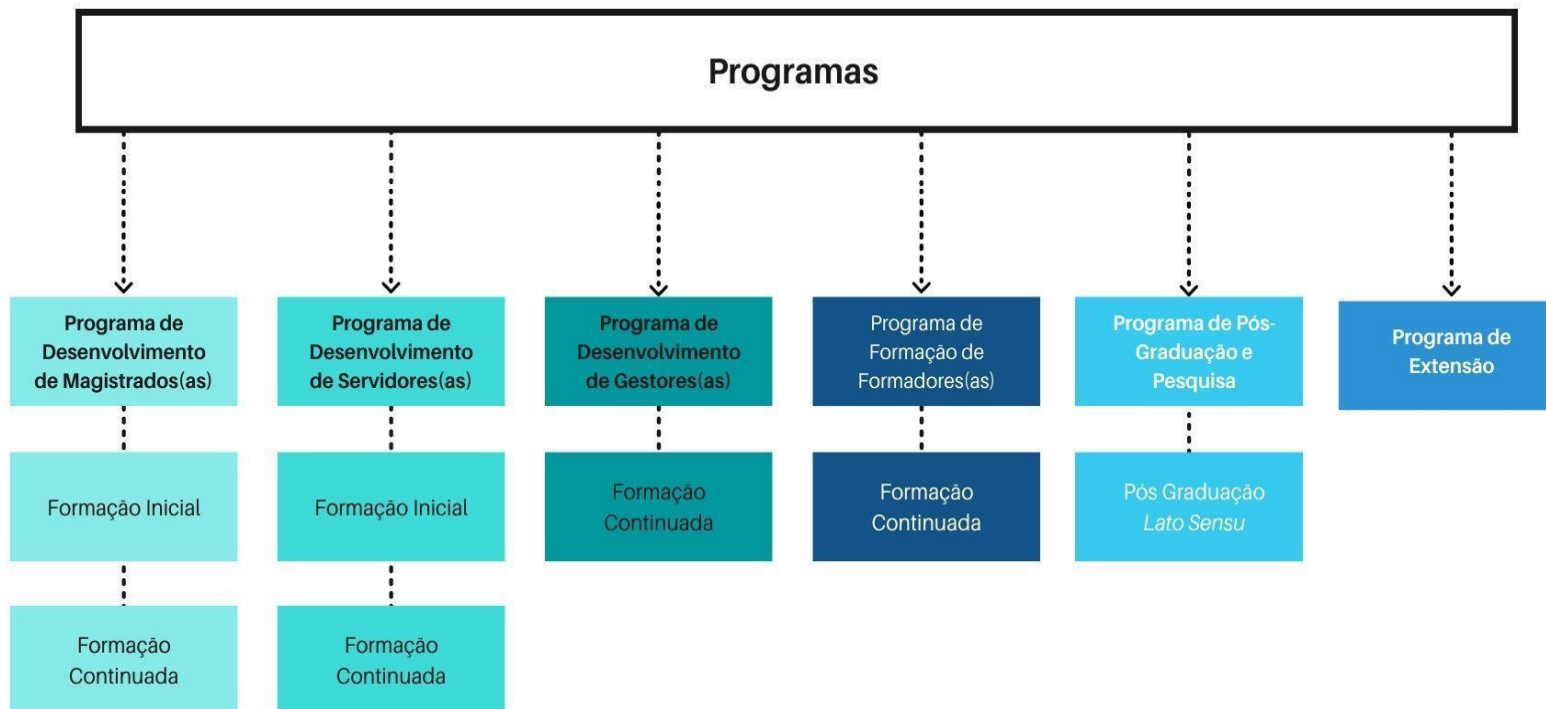 Programas
Programa de
Desenvolvimento
de Magistrados(as)
Programa de
Desenvolvimento
de Servidores(as)
Programa de
Desenvolvimento
de Gestores(as)
Programa de
Formação de
Formadores(as)
Programa de Pós-
Graduação e
Pesquisa
Programa de
Extensão
Formação Inicial
Formação Inicial
Formação
Continuada
Formação
Continuada
Pós Graduação
Lato Sensu
Formação
Continuada
Formação
Continuada